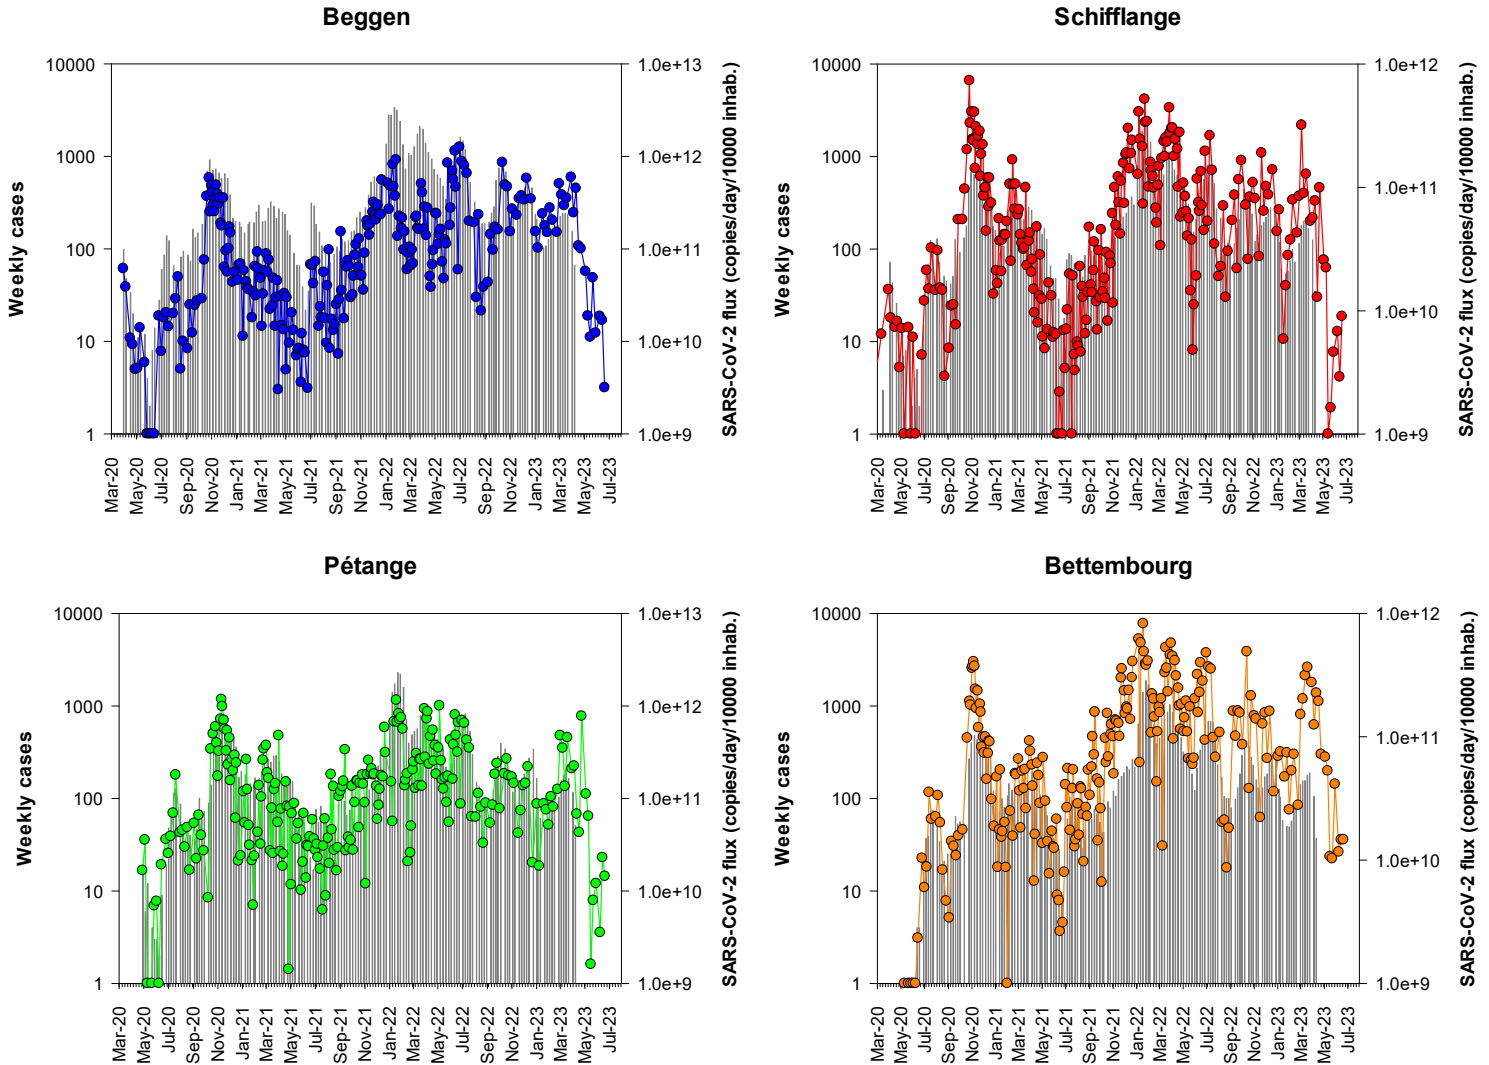 Beggen
Weekly cases
10000
1000
100
10
1
1.0e+13
1.0e+12
1.0e+11
1.0e+10
1.0e+9
SARS-CoV-2 flux (copies/day/10000 inhab.)
Mar-20
May-20
Jul-20
Sep-20
Nov-20
Jan-21
Mar-21
May-21
Jul-21
Sep-21
Nov-21
Jan-22
Mar-22
May-22
Jul-22
Sep-22
Nov-22
Jan-23
Mar-23
May-23
Jul-23
Schifflange
Weekly cases
10000
1000
100
10
1
1.0e+12
1.0e+11
1.0e+10
1.0e+9
SARS-CoV-2 flux (copies/day/10000 inhab.)
Mar-20
May-20
Jul-20
Sep-20
Nov-20
Jan-21
Mar-21
May-21
Jul-21
Sep-21
Nov-21
Jan-22
Mar-22
May-22
Jul-22
Sep-22
Nov-22
Jan-23
Mar-23
May-23
Jul-23
Pétange
Weekly cases
10000
1000
100
10
1
1.0e+13
1.0e+12
1.0e+11
1.0e+10
1.0e+9
SARS-CoV-2 flux (copies/day/10000 inhab.)
Mar-20
May-20
Jul-20
Sep-20
Nov-20
Jan-21
Mar-21
May-21
Jul-21
Sep-21
Nov-21
Jan-22
Mar-22
May-22
Jul-22
Sep-22
Nov-22
Jan-23
Mar-23
May-23
Jul-23
Bettembourg
Weekly cases
10000
1000
100
10
1
1.0e+12
1.0e+11
1.0e+10
1.0e+9
SARS-CoV-2 flux (copies/day/10000 inhab.)
Mar-20
May-20
Jul-20
Sep-20
Nov-20
Jan-21
Mar-21
May-21
Jul-21
Sep-21
Nov-21
Jan-22
Mar-22
May-22
Jul-22
Sep-22
Nov-22
Jan-23
Mar-23
May-23
Jul-23